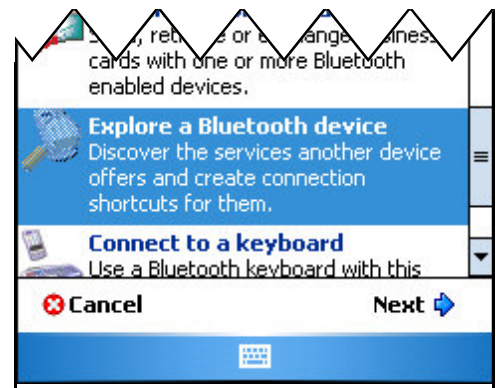 or
cards with one or more Bluetooth
enabled devices.
Explore a Bluetooth device
Discover the services another device
offers and create connection
shortcuts for them.
Connect to a keyboard
Use a Bluetooth keyboard with this
Cancel
Next